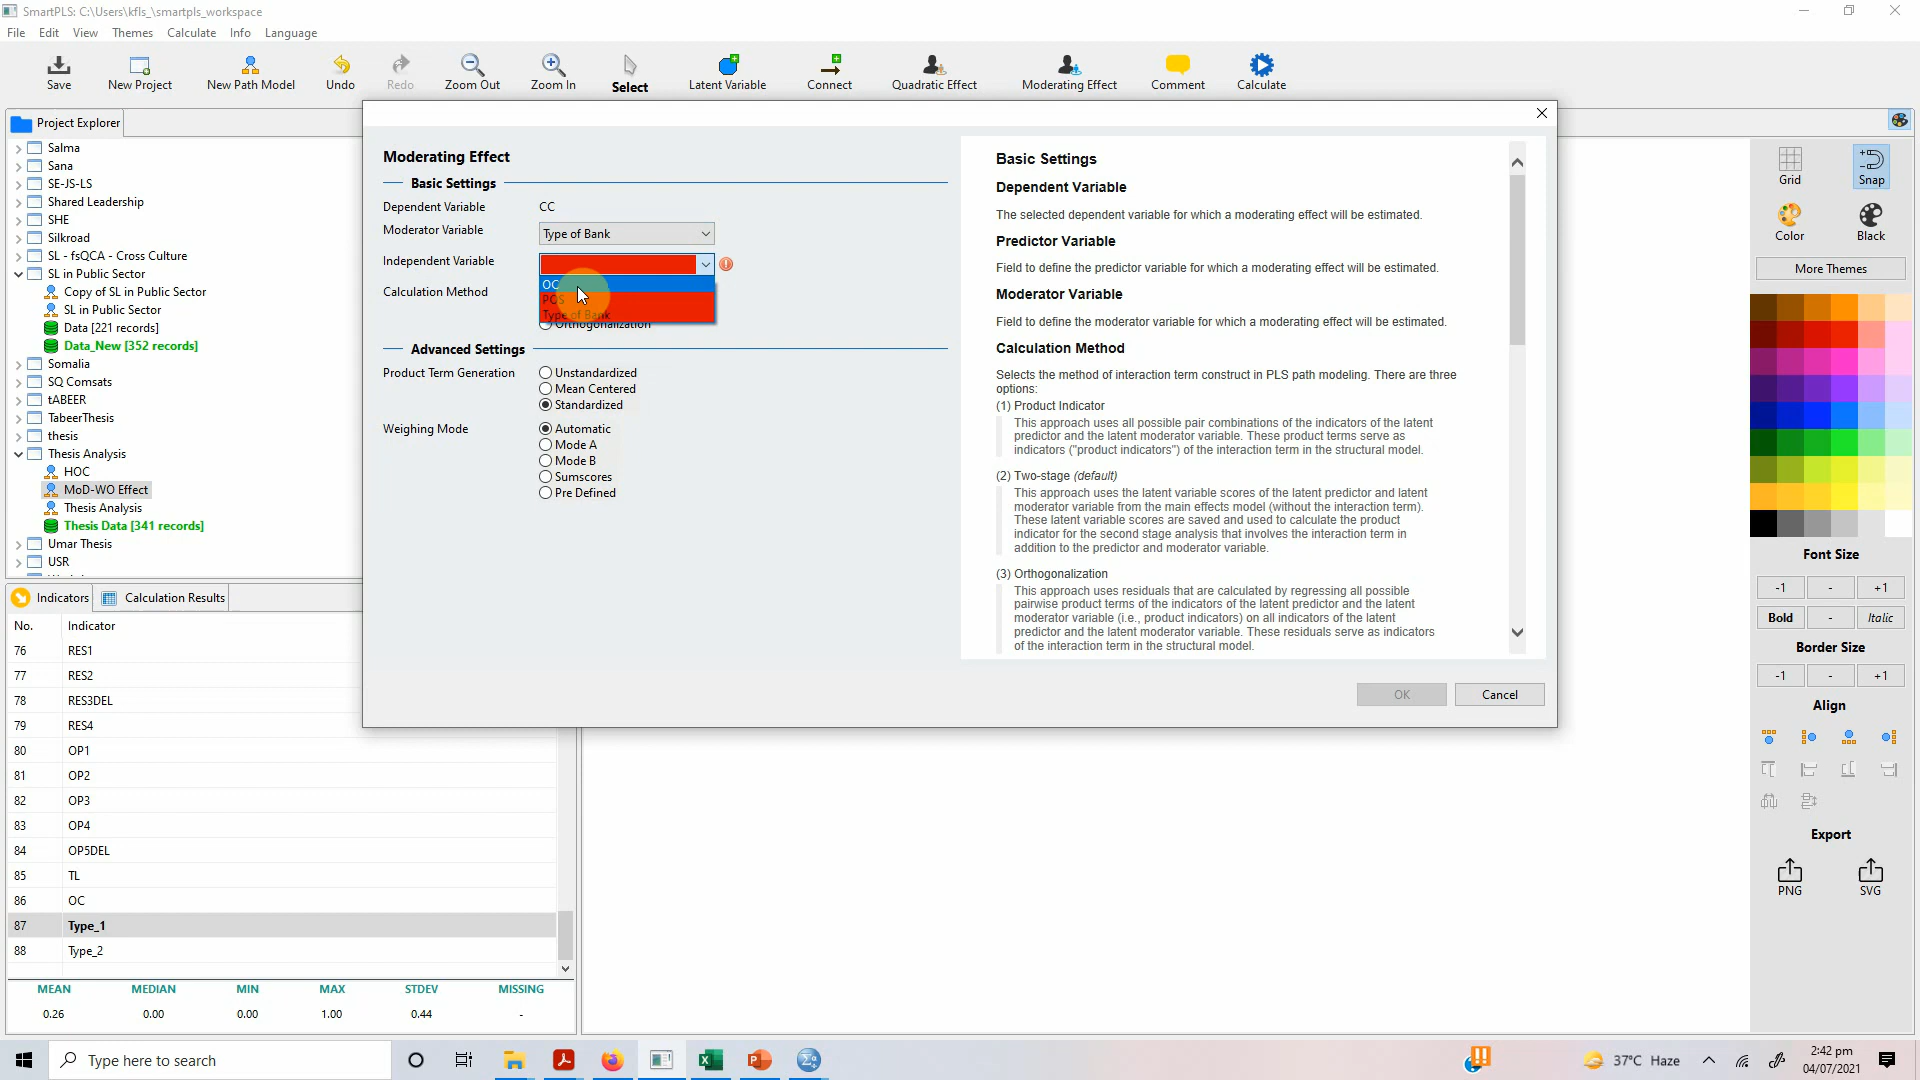 SmartPLS: C:\Users\kfls_\smartpls_workspace
File Edit View Themes Calculate Info Language
Save New Project New Path Model Undo Redo Zoom Out Zoom In Select Latent Variable Connect Quadratic Effect Moderating Effect Comment Calculate
Project Explorer
Salma
Sana
SE-JS-LS
Shared Leadership
SHE
Silkroad
SL - fsQCA - Cross Culture
SL in Public Sector
Copy of SL in Public Sector
SL in Public Sector
Data [221 records]
Data_New [352 records]
Somalia
SQ Comsats
tABEER
TabeerThesis
thesis
Thesis Analysis
HOC
MoD-WO Effect
Thesis Analysis
Thesis Data [341 records]
Umar Thesis
USR
Indicators Calculation Results
No. Indicator
76 RES1
77 RES2
78 RES3DEL
79 RES4
80 OP1
81 OP2
82 OP3
83 OP4
84 OP5DEL
85 TL
86 OC
87 Type_1
88 Type_2
MEAN MEDIAN MIN MAX STDEV MISSING
0.26 0.00 0.00 1.00 0.44 -
Moderating Effect
Basic Settings
Dependent Variable CC
Moderator Variable Type of Bank
Independent Variable
OC
POS
Type of Bank
Calculation Method
Orthogonalization
Advanced Settings
Product Term Generation Unstandardized
Mean Centered
Standardized
Weighing Mode Automatic
Mode A
Mode B
Sumscores
Pre Defined
Basic Settings
Dependent Variable
The selected dependent variable for which a moderating effect will be estimated.
Predictor Variable
Field to define the predictor variable for which a moderating effect will be estimated.
Moderator Variable
Field to define the moderator variable for which a moderating effect will be estimated.
Calculation Method
Selects the method of interaction term construct in PLS path modeling. There are three
options:
(1) Product Indicator
This approach uses all possible pair combinations of the indicators of the latent
predictor and the latent moderator variable. These product terms serve as
indicators ("product indicators") of the interaction term in the structural model.
(2) Two-stage (default)
This approach uses the latent variable scores of the latent predictor and latent
moderator variable from the main effects model (without the interaction term).
These latent variable scores are saved and used to calculate the product
indicator for the second stage analysis that involves the interaction term in
addition to the predictor and moderator variable.
(3) Orthogonalization
This approach uses residuals that are calculated by regressing all possible
pairwise product terms of the indicators of the latent predictor and the latent
moderator variable (i.e., product indicators) on all indicators of the latent
predictor and the latent moderator variable. These residuals serve as indicators
of the interaction term in the structural model.
OK Cancel
Grid Snap
Color Black
More Themes
Font Size
-1 - +1
Bold - Italic
Border Size
-1 - +1
Align
Export
PNG SVG
Type here to search
37°C Haze
2:42 pm
04/07/2021